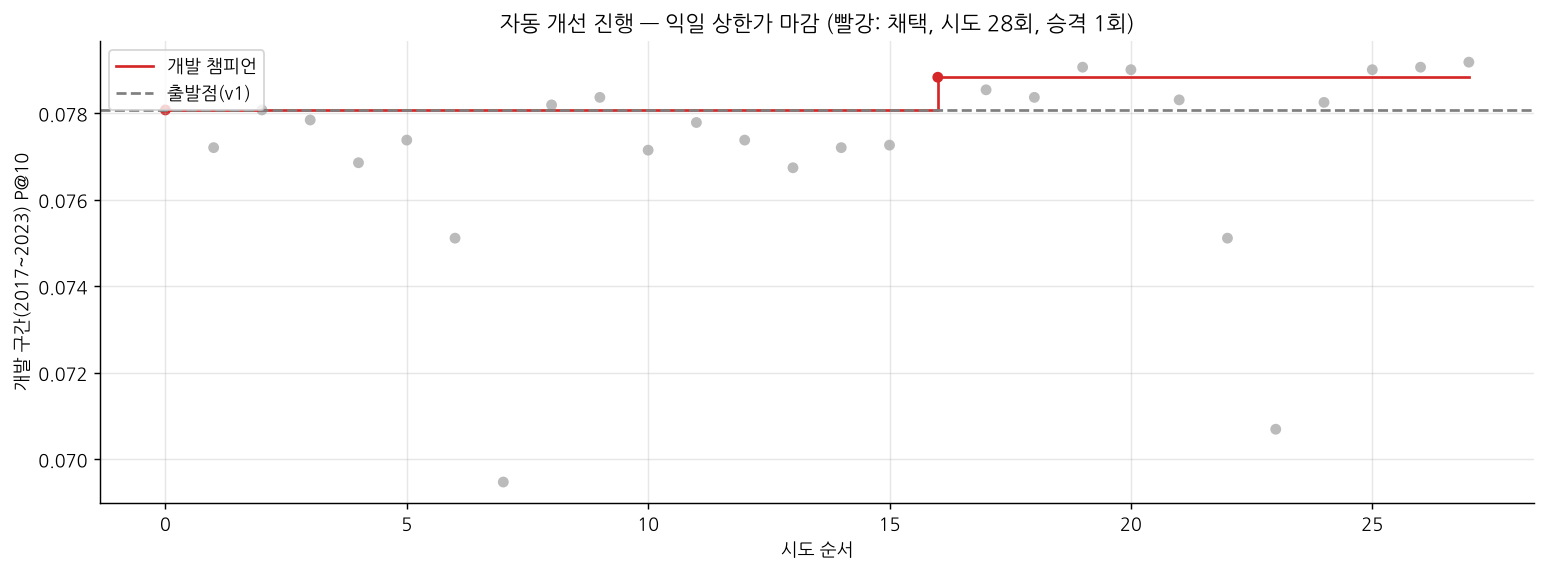 자동 개선 진행 — 익일 상한가 마감 (빨강: 채택, 시도 28회, 승격 1회)
개발 챔피언
출발점(v1)
개발 구간(2017~2023) P@10
0.078
0.076
0.074
0.072
0.070
0
5
10
15
20
25
시도 순서